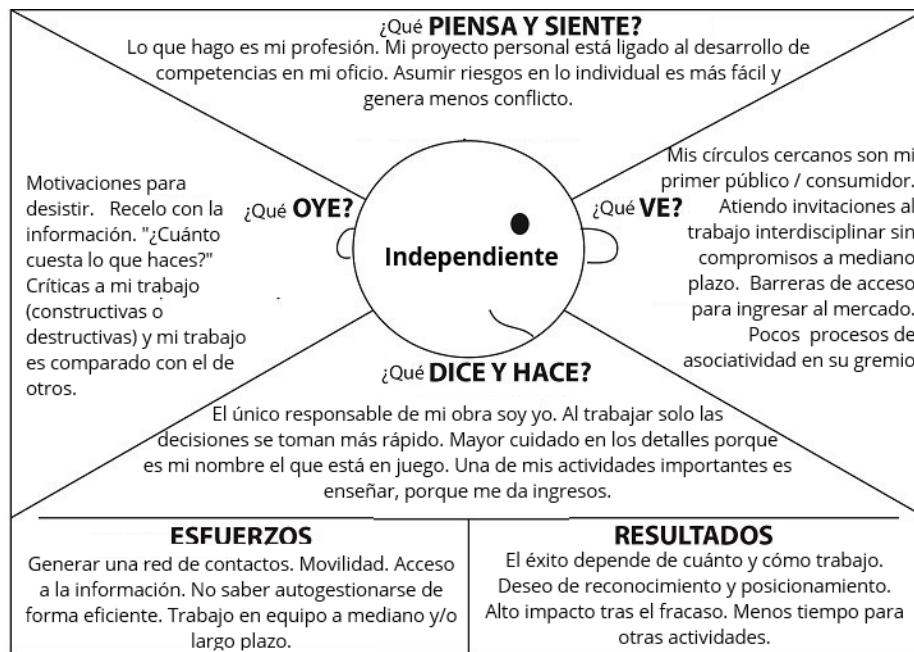 ¿Qué PIENSA Y SIENTE?
Lo que hago es mi profesión. Mi proyecto personal está ligado al desarrollo de
competencias en mi oficio. Asumir riesgos en lo individual es más fácil y
genera menos conflicto.
¿Qué OYE?
Motivaciones para
desistir. Recelo con la
información. "¿Cuánto
cuesta lo que haces?"
Críticas a mi trabajo
(constructivas o
destructivas) y mi trabajo
es comparado con el de
otros.
Independiente
¿Qué VE?
Mis círculos cercanos son mi
primer público / consumidor.
Atiendo invitaciones al
trabajo interdisciplinar sin
compromisos a mediano
plazo. Barreras de acceso
para ingresar al mercado.
Pocos procesos de
asociatividad en su gremio
¿Qué DICE Y HACE?
El único responsable de mi obra soy yo. Al trabajar solo las
decisiones se toman más rápido. Mayor cuidado en los detalles porque
es mi nombre el que está en juego. Una de mis actividades importantes es
enseñar, porque me da ingresos.
ESFUERZOS
Generar una red de contactos. Movilidad. Acceso
a la información. No saber autogestionarse de
forma eficiente. Trabajo en equipo a mediano y/o
largo plazo.
RESULTADOS
El éxito depende de cuánto y cómo trabajo.
Deseo de reconocimiento y posicionamiento.
Alto impacto tras el fracaso. Menos tiempo para
otras actividades.